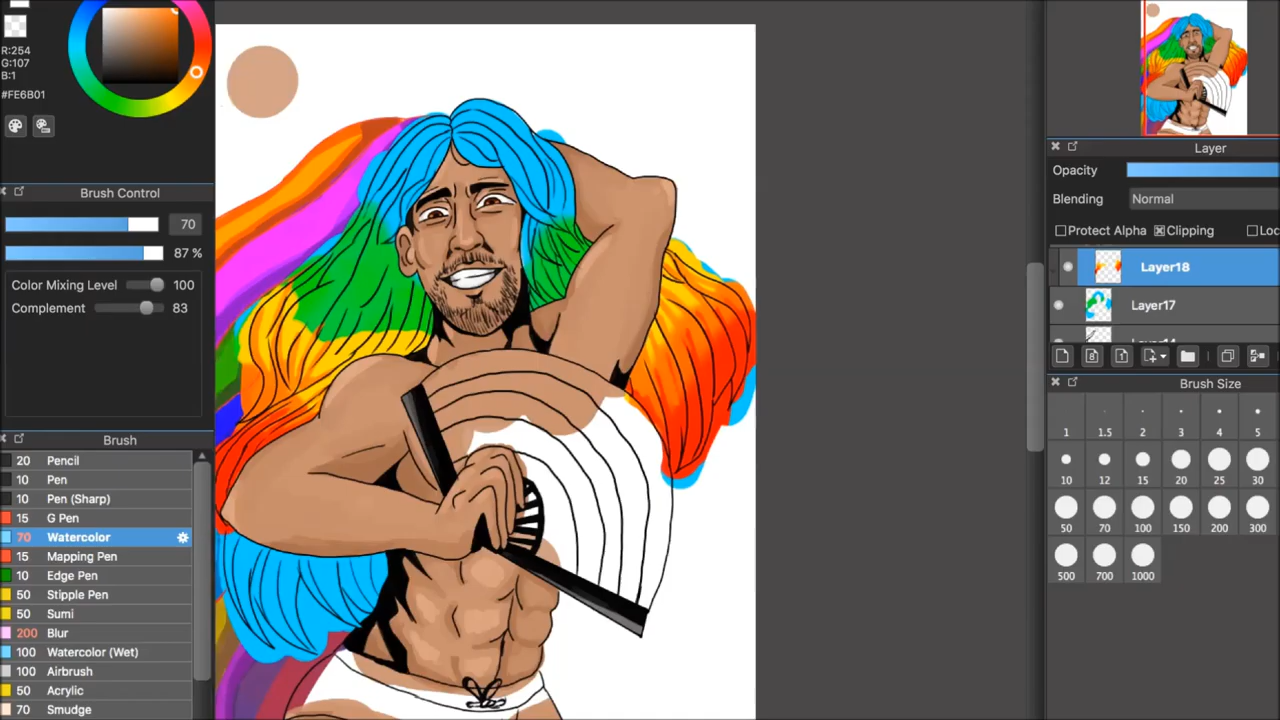 R:254
G:107
B:1
#FE6B01
Brush Control
70
87 %
Color Mixing Level 100
Complement 83
Brush
20 Pencil
10 Pen
10 Pen (Sharp)
15 G Pen
70 Watercolor
15 Mapping Pen
10 Edge Pen
50 Stipple Pen
50 Sumi
200 Blur
100 Watercolor (Wet)
100 Airbrush
50 Acrylic
70 Smudge
Layer
Opacity
Blending Normal
Protect Alpha Clipping Loc
Layer18
Layer17
Brush Size
1 1.5 2 3 4 5
10 12 15 20 25 30
50 70 100 150 200 300
500 700 1000